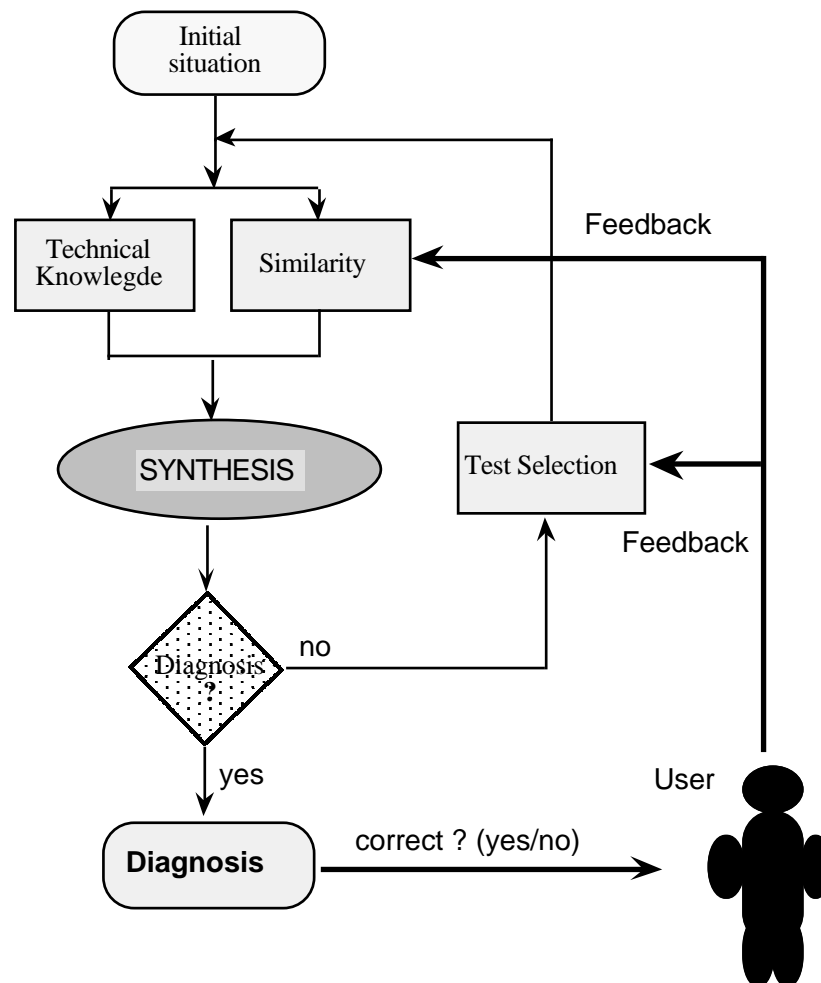 Initial
situation
Feedback
Technical
Knowlegde
Similarity
SYNTHESIS
Test Selection
Feedback
no
Diagnosis
?
yes
User
correct ? (yes/no)
Diagnosis